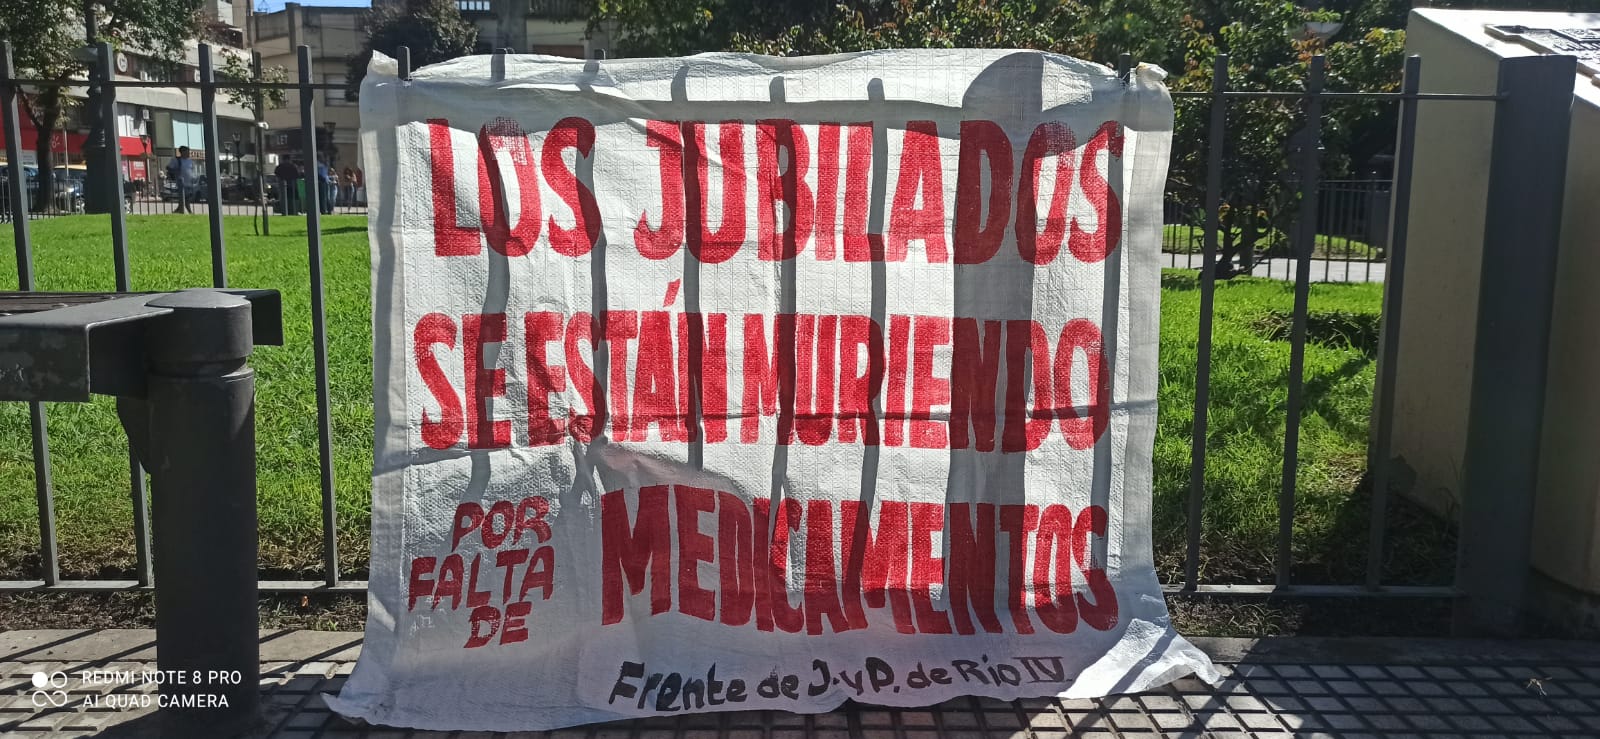 LOS JUBILADOS
SE ESTÁN MURIENDO
POR
FALTA
DE
MEDICAMENTOS
Frente de J. y P. de Río IV
REDMI NOTE 8 PRO
AI QUAD CAMERA